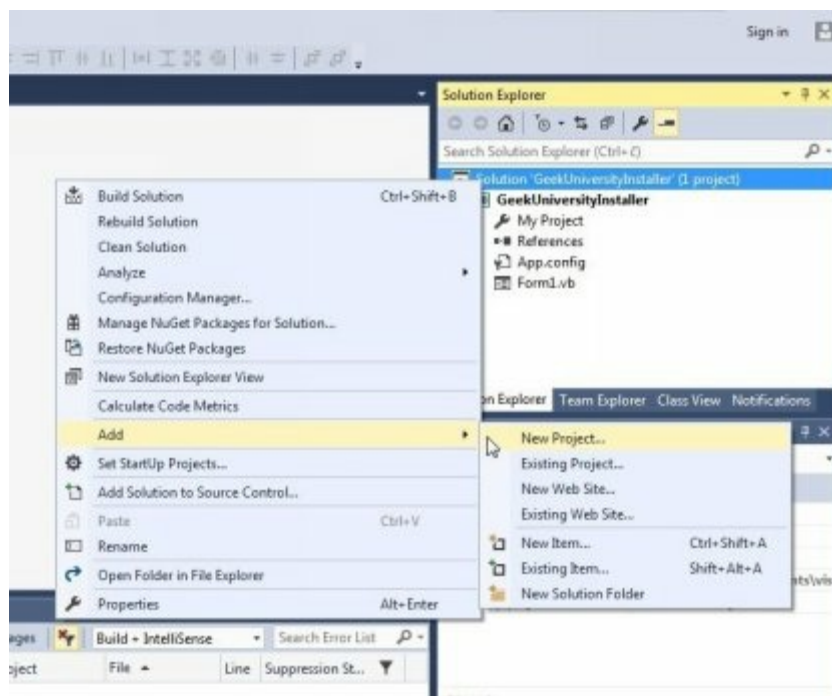 Sign in
Solution Explorer
Search Solution Explorer (Ctrl+ č)
Solution 'GeekUniversityInstaller' (1 project)
GeekUniversityInstaller
My Project
References
App.config
Form1.vb
Build Solution Ctrl+Shift+B
Rebuild Solution
Clean Solution
Analyze
Configuration Manager...
Manage NuGet Packages for Solution...
Restore NuGet Packages
New Solution Explorer View
Calculate Code Metrics
Add
Set StartUp Projects...
Add Solution to Source Control...
Paste Ctrl+V
Rename
Open Folder in File Explorer
Properties Alt+Enter
Explorer Team Explorer Class View Notifications
New Project...
Existing Project...
New Web Site...
Existing Web Site...
New Item... Ctrl+Shift+A
Existing Item... Shift+Alt+A
New Solution Folder
Build + IntelliSense Search Error List
File Line Suppression St...